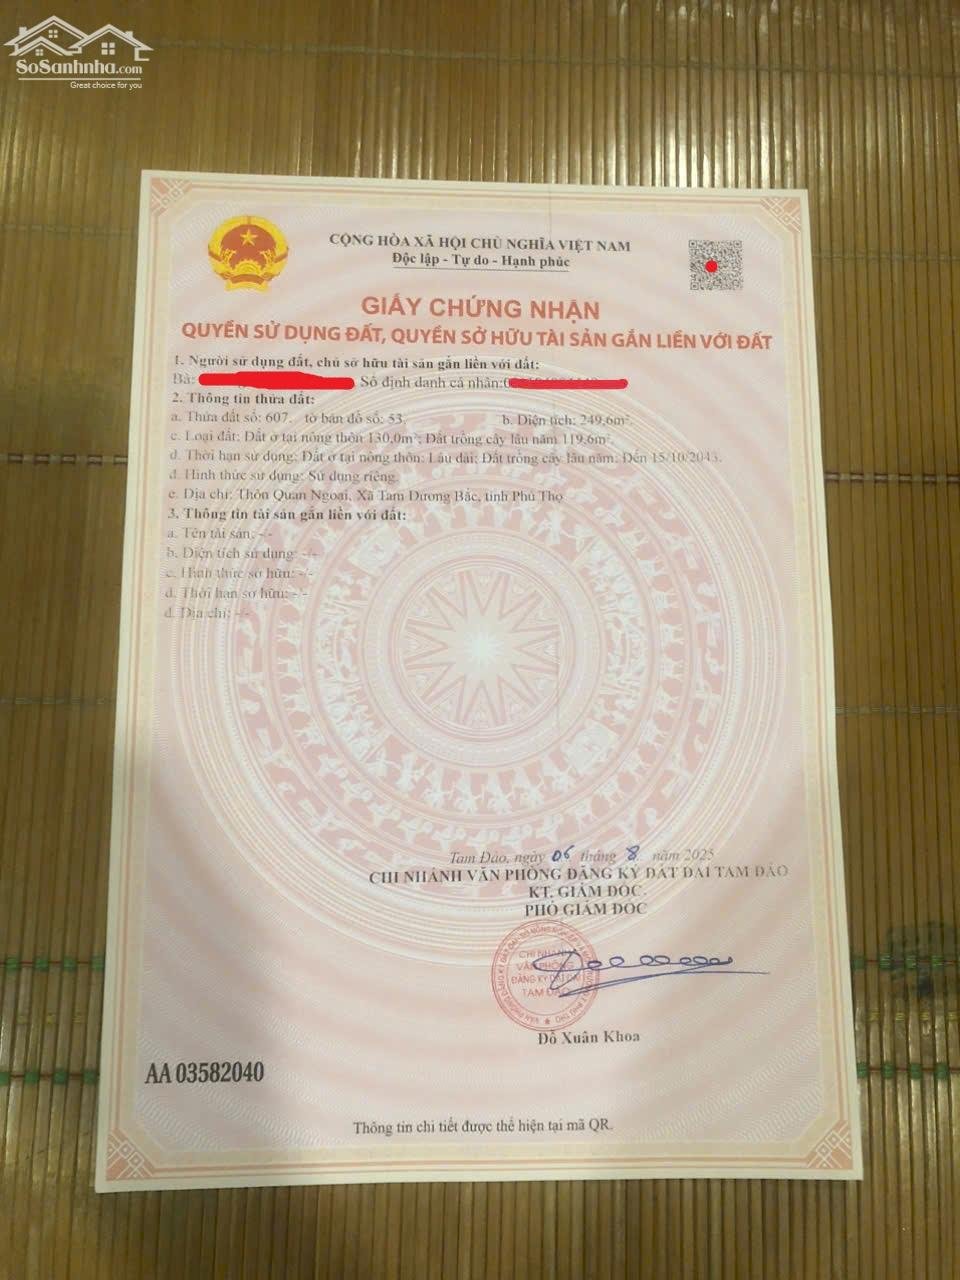 SoSanhnha.com
Great choice for you
CỘNG HÒA XÃ HỘI CHỦ NGHĨA VIỆT NAM
Độc lập - Tự do - Hạnh phúc
GIẤY CHỨNG NHẬN
QUYỀN SỬ DỤNG ĐẤT, QUYỀN SỞ HỮU TÀI SẢN GẮN LIỀN VỚI ĐẤT
1. Người sử dụng đất, chủ sở hữu tài sản gắn liền với đất:
Bà: Số định danh cá nhân:
2. Thông tin thửa đất:
a. Thửa đất số: 607. tờ bản đồ số: 53. b. Diện tích: 249,6m².
c. Loại đất: Đất ở tại nông thôn 130,0m²; Đất trồng cây lâu năm 119,6m².
d. Thời hạn sử dụng: Đất ở tại nông thôn: Lâu dài; Đất trồng cây lâu năm: Đến 15/10/2043.
đ. Hình thức sử dụng: Sử dụng riêng.
e. Địa chỉ: Thôn Quan Ngoại, Xã Tam Dương Bắc, tỉnh Phú Thọ
3. Thông tin tài sản gắn liền với đất:
a. Tên tài sản: -/-
b. Diện tích sử dụng: -/-
c. Hình thức sở hữu: -/-
d. Thời hạn sở hữu: -/-
đ. Địa chỉ: -/-
Tam Đảo, ngày 06 tháng 8 năm 2025
CHI NHÁNH VĂN PHÒNG ĐĂNG KÝ ĐẤT ĐAI TAM ĐẢO
KT. GIÁM ĐỐC.
PHÓ GIÁM ĐỐC
CHI NHÁNH
VĂN PHÒNG
ĐĂNG KÝ ĐẤT ĐAI
TAM ĐẢO
Đỗ Xuân Khoa
AA 03582040
Thông tin chi tiết được thể hiện tại mã QR.